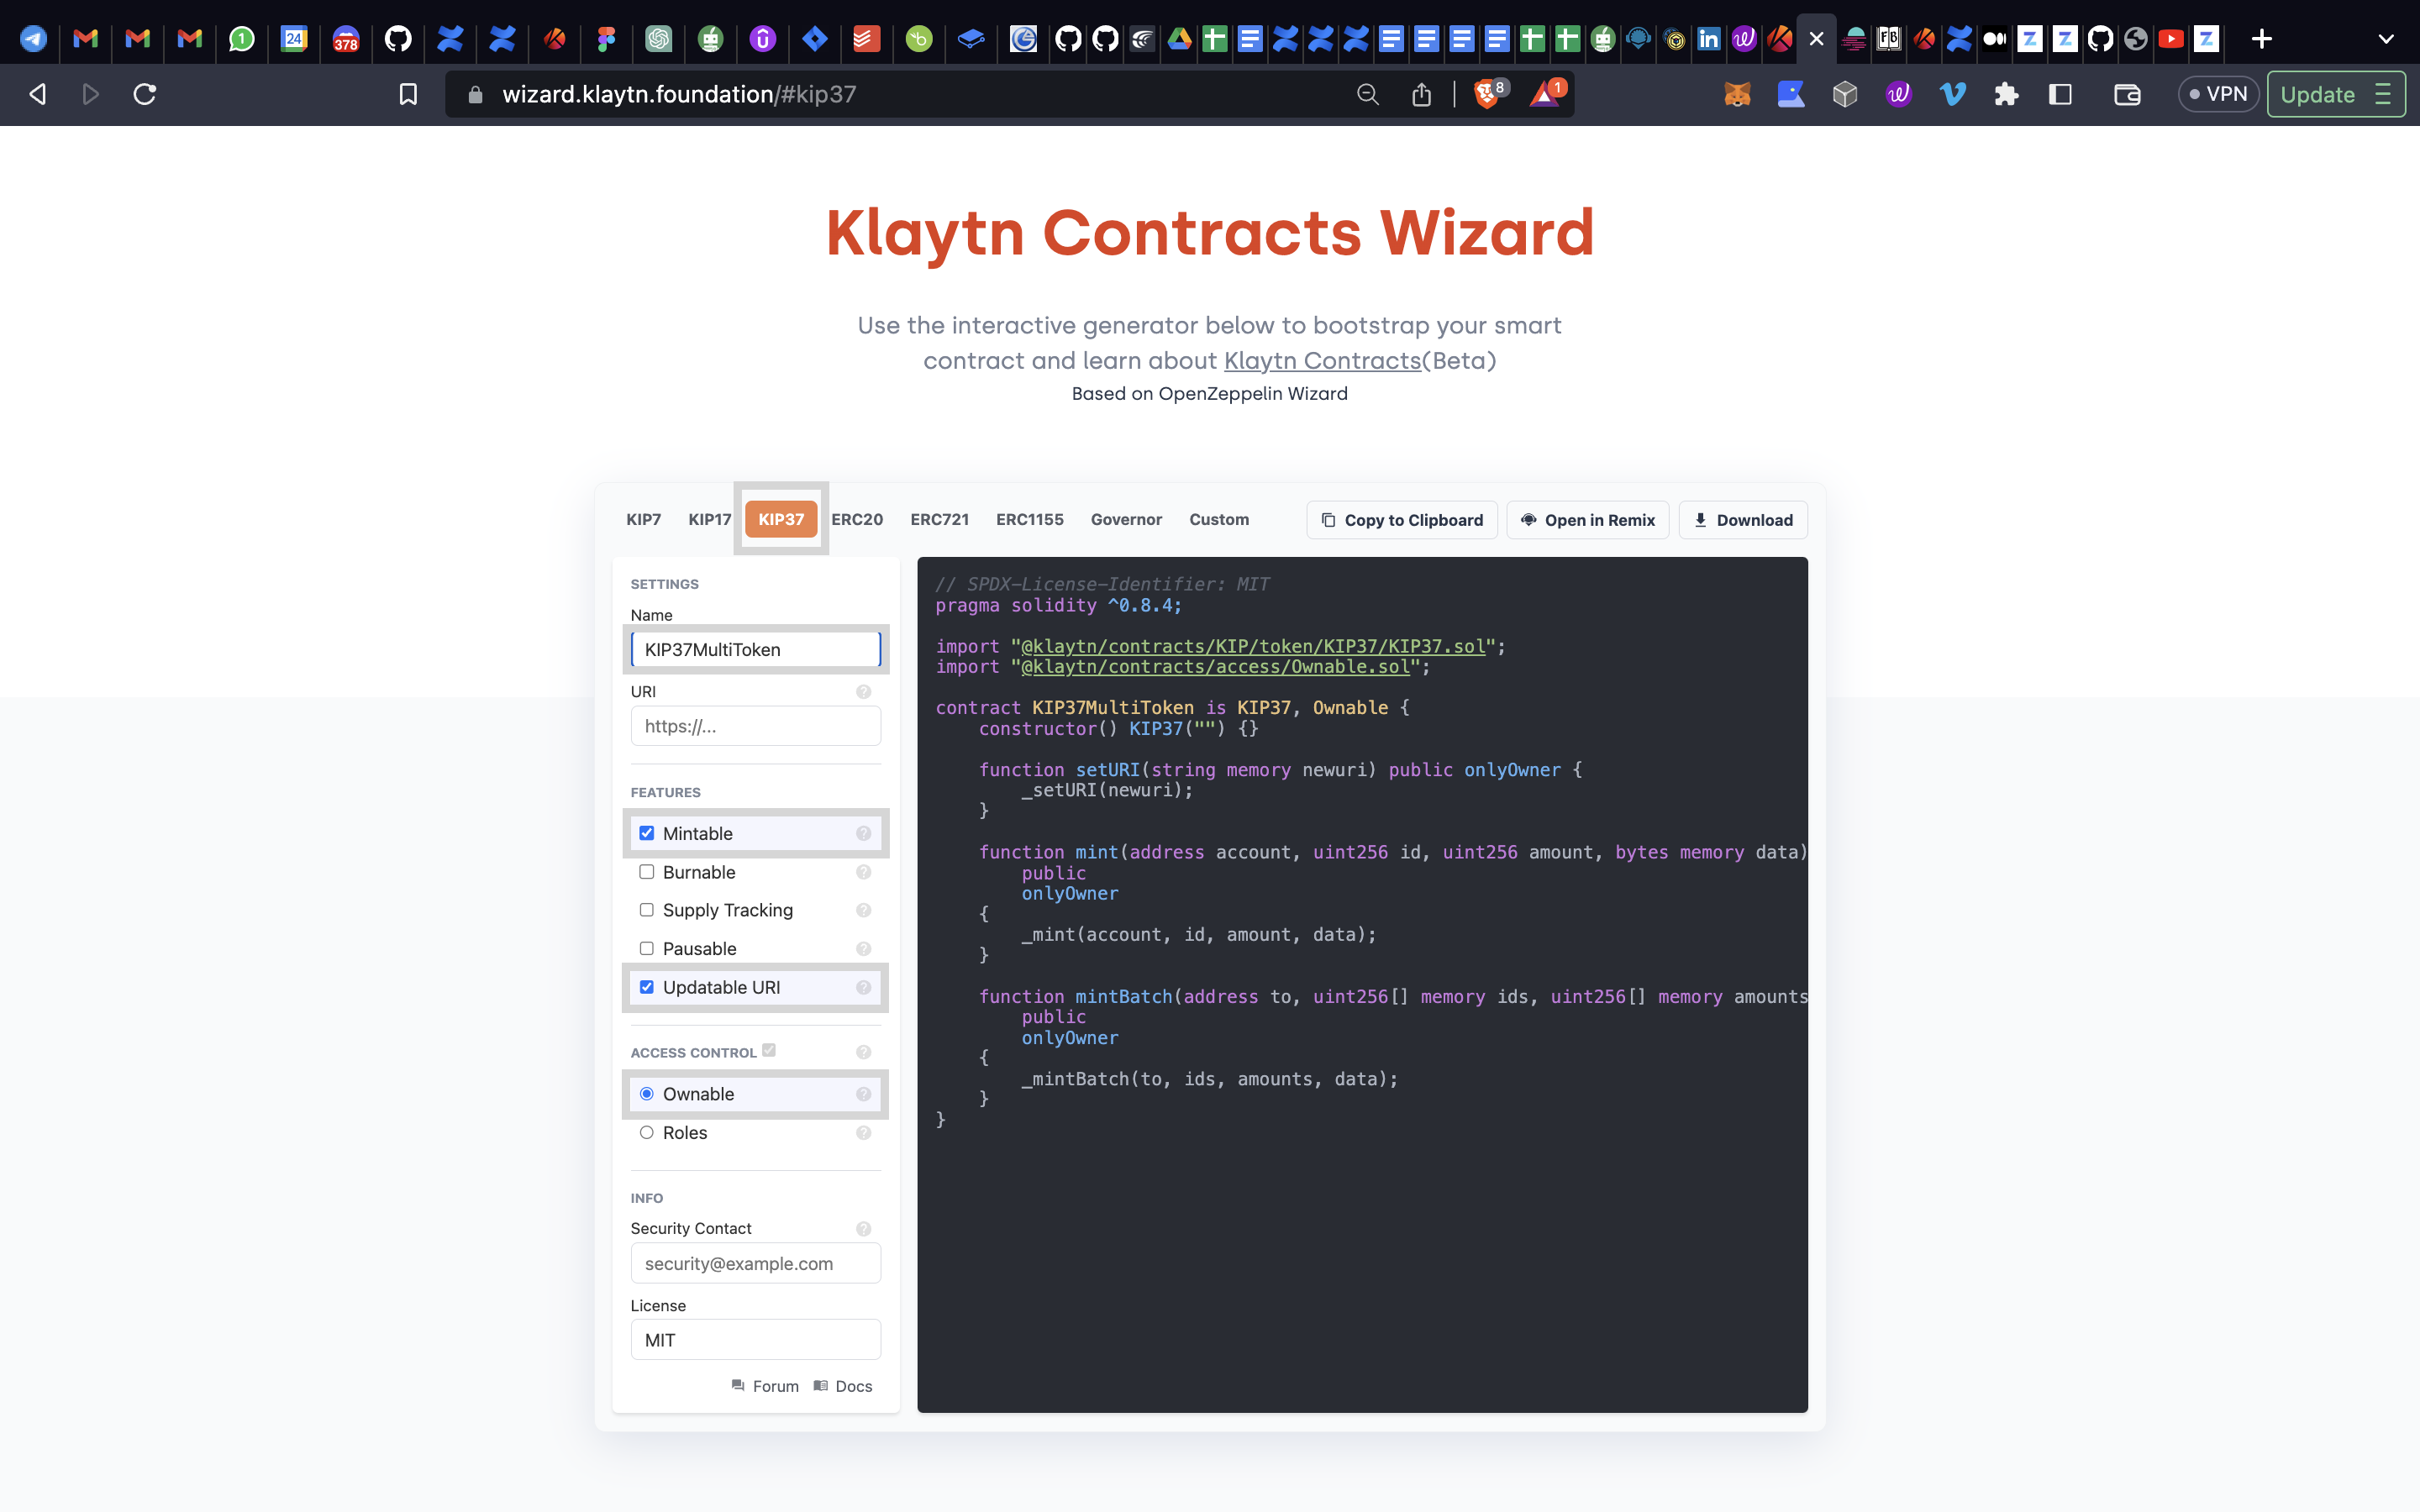 1
24
378
FB
wizard.klaytn.foundation/#kip37
8
1
VPN
Update
Klaytn Contracts Wizard
Use the interactive generator below to bootstrap your smart
contract and learn about Klaytn Contracts(Beta)
Based on OpenZeppelin Wizard
KIP7 KIP17 KIP37 ERC20 ERC721 ERC1155 Governor Custom
Copy to Clipboard Open in Remix Download
SETTINGS
Name
KIP37MultiToken
URI ?
https://...
FEATURES
Mintable ?
Burnable ?
Supply Tracking ?
Pausable ?
Updatable URI ?
ACCESS CONTROL ?
Ownable ?
Roles ?
INFO
Security Contact ?
security@example.com
License
MIT
Forum Docs
// SPDX-License-Identifier: MIT
pragma solidity ^0.8.4;
import "@klaytn/contracts/KIP/token/KIP37/KIP37.sol";
import "@klaytn/contracts/access/Ownable.sol";
contract KIP37MultiToken is KIP37, Ownable {
constructor() KIP37("") {}
function setURI(string memory newuri) public onlyOwner {
_setURI(newuri);
}
function mint(address account, uint256 id, uint256 amount, bytes memory data)
public
onlyOwner
{
_mint(account, id, amount, data);
}
function mintBatch(address to, uint256[] memory ids, uint256[] memory amounts
public
onlyOwner
{
_mintBatch(to, ids, amounts, data);
}
}